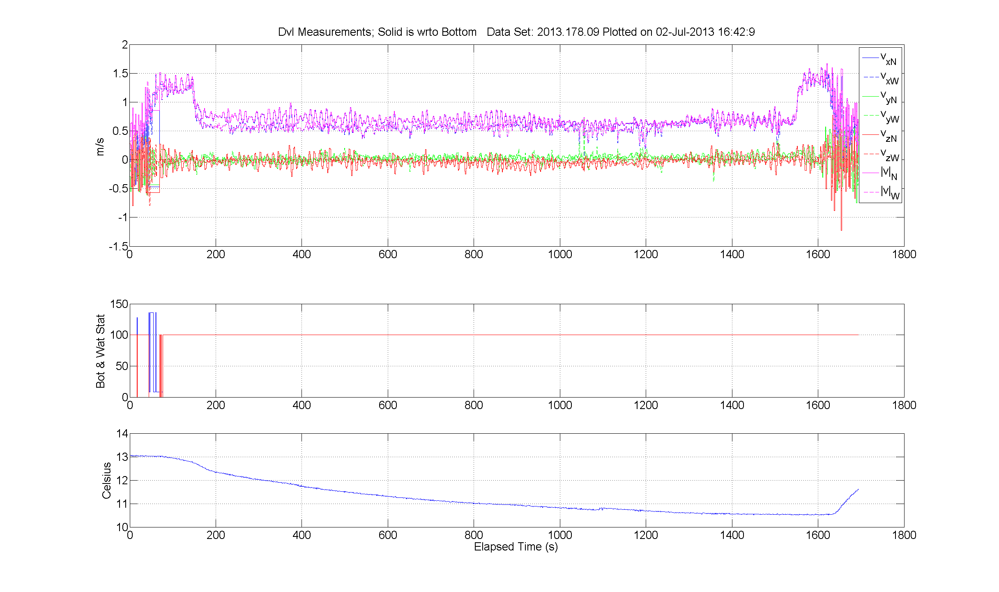 Dvl Measurements; Solid is wrto Bottom   Data Set: 2013.178.09 Plotted on 02-Jul-2013 16:42:9
2
1.5
1
0.5
0
-0.5
-1
-1.5
m/s
0 200 400 600 800 1000 1200 1400 1600 1800
vxN
vxW
vyN
vyW
vzN
vzW
|v|N
|v|W
150
100
50
0
Bot & Wat Stat
0 200 400 600 800 1000 1200 1400 1600 1800
14
13
12
11
10
Celsius
0 200 400 600 800 1000 1200 1400 1600 1800
Elapsed Time (s)